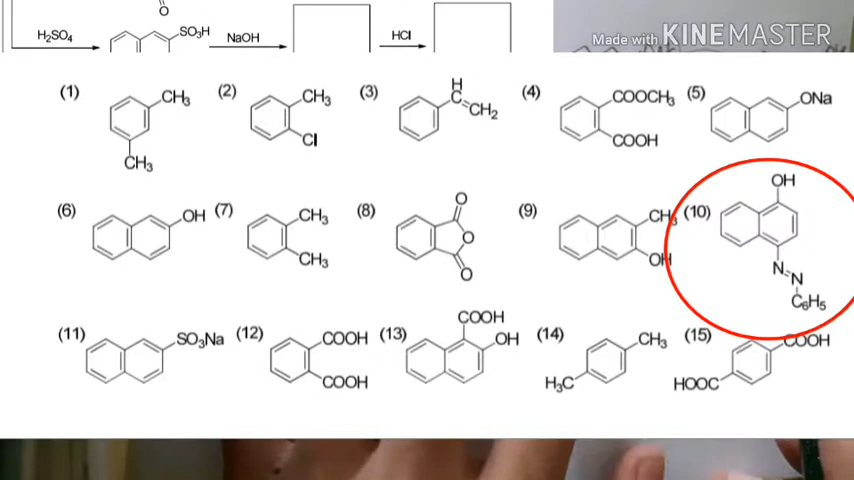 O
H₂SO₄ SO₃H NaOH HCl
Made with KINEMASTER
(1) CH₃ CH₃
(2) CH₃ Cl
(3) H C CH₂
(4) COOCH₃ COOH
(5) ONa
(6) OH
(7) CH₃ CH₃
(8) O O O
(9) CH₃ OH
(10) OH N N C₆H₅
(11) SO₃Na
(12) COOH COOH
(13) COOH OH
(14) CH₃ H₃C
(15) COOH HOOC